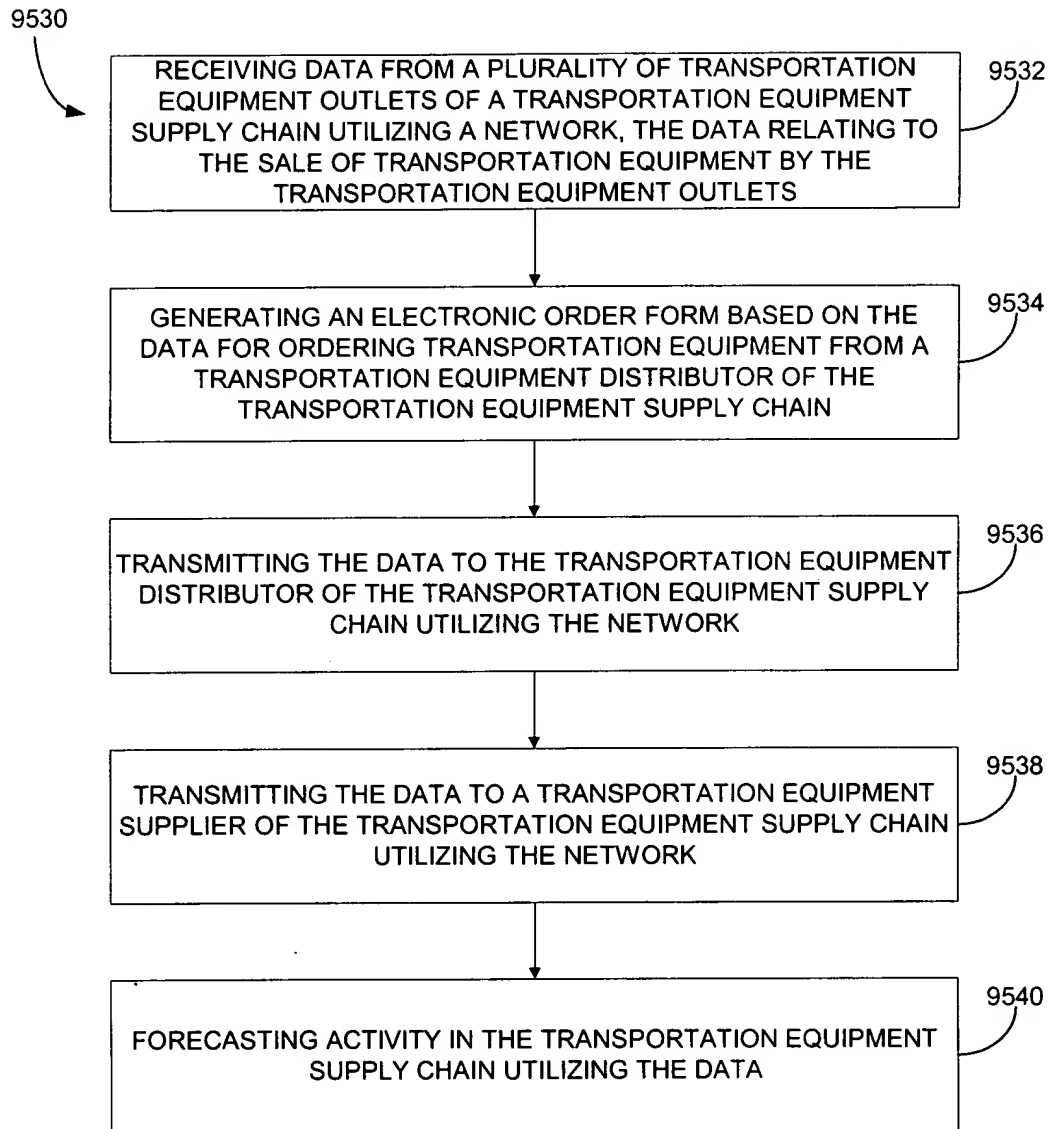 9530
RECEIVING DATA FROM A PLURALITY OF TRANSPORTATION
EQUIPMENT OUTLETS OF A TRANSPORTATION EQUIPMENT
SUPPLY CHAIN UTILIZING A NETWORK, THE DATA RELATING TO
THE SALE OF TRANSPORTATION EQUIPMENT BY THE
TRANSPORTATION EQUIPMENT OUTLETS
9532
GENERATING AN ELECTRONIC ORDER FORM BASED ON THE
DATA FOR ORDERING TRANSPORTATION EQUIPMENT FROM A
TRANSPORTATION EQUIPMENT DISTRIBUTOR OF THE
TRANSPORTATION EQUIPMENT SUPPLY CHAIN
9534
TRANSMITTING THE DATA TO THE TRANSPORTATION EQUIPMENT
DISTRIBUTOR OF THE TRANSPORTATION EQUIPMENT SUPPLY
CHAIN UTILIZING THE NETWORK
9536
TRANSMITTING THE DATA TO A TRANSPORTATION EQUIPMENT
SUPPLIER OF THE TRANSPORTATION EQUIPMENT SUPPLY CHAIN
UTILIZING THE NETWORK
9538
FORECASTING ACTIVITY IN THE TRANSPORTATION EQUIPMENT
SUPPLY CHAIN UTILIZING THE DATA
9540